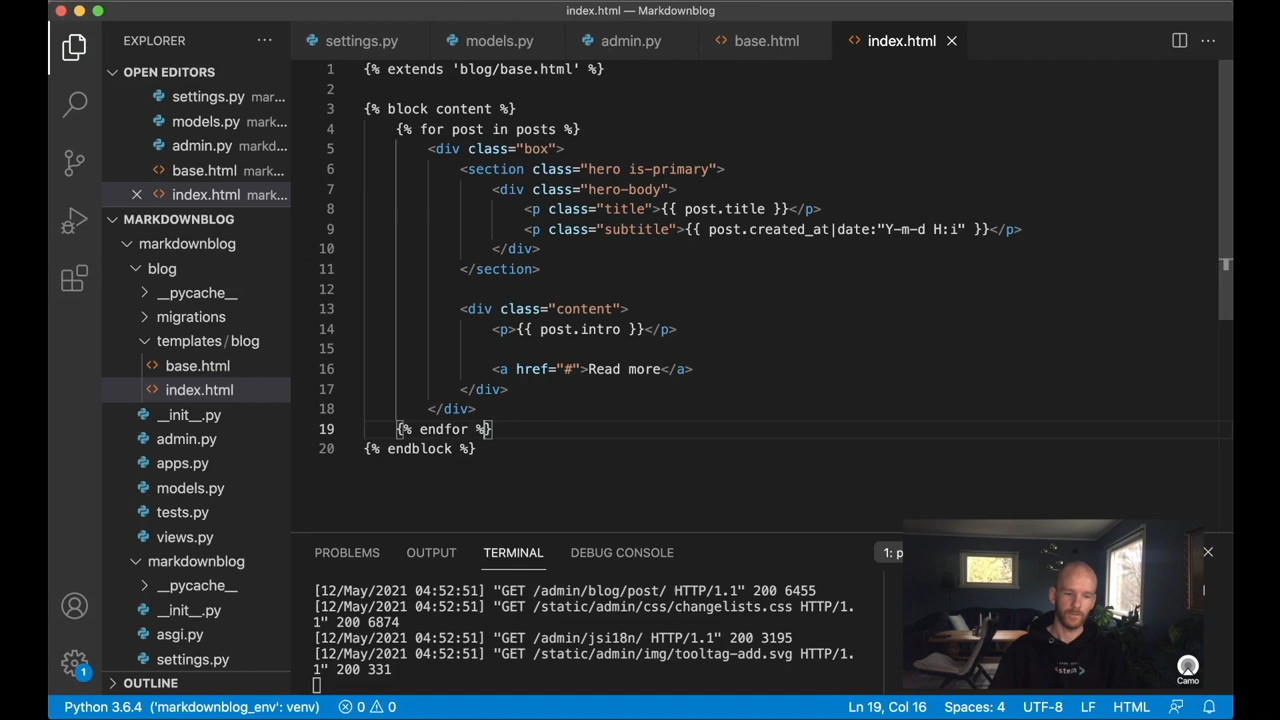 index.html — Markdownblog
EXPLORER ···
settings.py models.py admin.py base.html index.html
OPEN EDITORS
settings.py mar...
models.py mark...
admin.py markd...
base.html mark...
index.html mark...
MARKDOWNBLOG
markdownblog
blog
__pycache__
migrations
templates/blog
base.html
index.html
__init__.py
admin.py
apps.py
models.py
tests.py
views.py
markdownblog
__pycache__
__init__.py
asgi.py
settings.py
OUTLINE
1 {% extends 'blog/base.html' %}
2
3 {% block content %}
4 {% for post in posts %}
5 <div class="box">
6 <section class="hero is-primary">
7 <div class="hero-body">
8 <p class="title">{{ post.title }}</p>
9 <p class="subtitle">{{ post.created_at|date:"Y-m-d H:i" }}</p>
10 </div>
11 </section>
12
13 <div class="content">
14 <p>{{ post.intro }}</p>
15
16 <a href="#">Read more</a>
17 </div>
18 </div>
19 {% endfor %}
20 {% endblock %}
PROBLEMS OUTPUT TERMINAL DEBUG CONSOLE 1: p
[12/May/2021 04:52:51] "GET /admin/blog/post/ HTTP/1.1" 200 6455
[12/May/2021 04:52:51] "GET /static/admin/css/changelists.css HTTP/1.
1" 200 6874
[12/May/2021 04:52:51] "GET /admin/jsi18n/ HTTP/1.1" 200 3195
[12/May/2021 04:52:51] "GET /static/admin/img/tooltag-add.svg HTTP/1.
1" 200 331
Camo
1
Python 3.6.4 ('markdownblog_env': venv) 0 0 Ln 19, Col 16 Spaces: 4 UTF-8 LF HTML